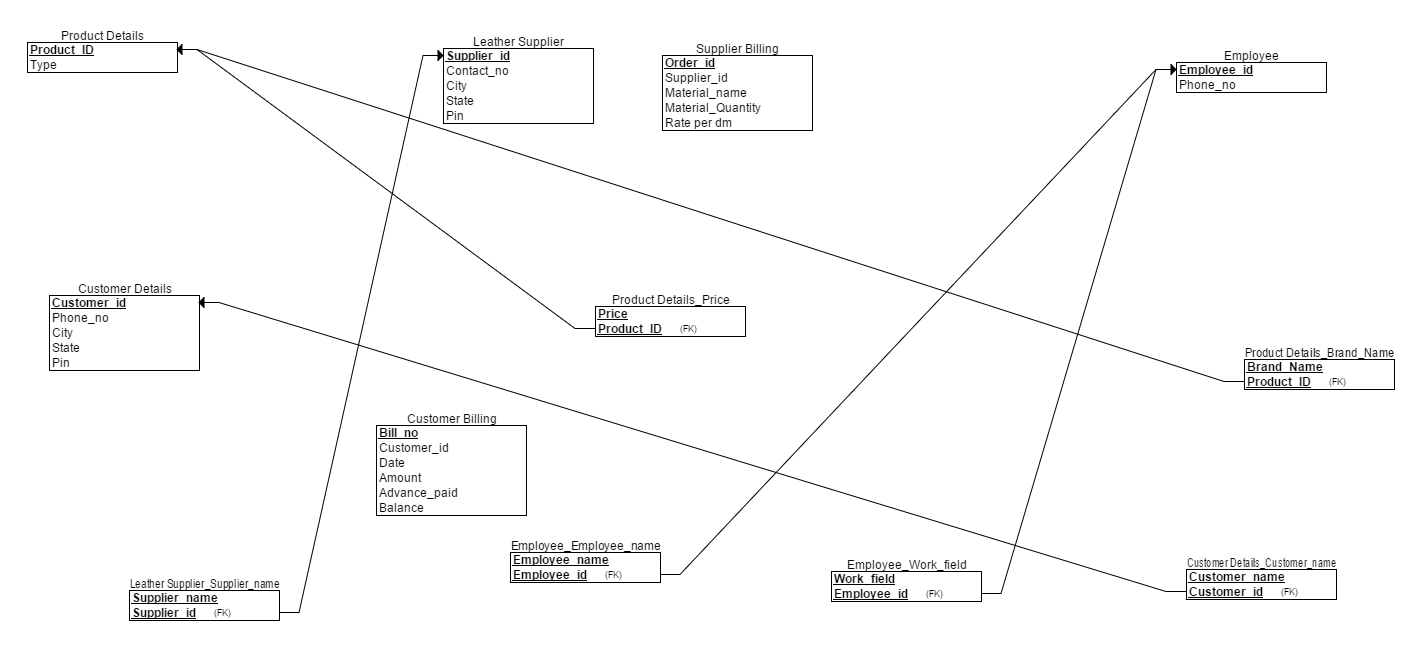 Product Details
Product_ID
Type
Leather Supplier
Supplier_id
Contact_no
City
State
Pin
Supplier Billing
Order_id
Supplier_id
Material_name
Material_Quantity
Rate per dm
Employee
Employee_id
Phone_no
Customer Details
Customer_id
Phone_no
City
State
Pin
Product Details_Price
Price
Product_ID (FK)
Product Details_Brand_Name
Brand_Name
Product_ID (FK)
Customer Billing
Bill_no
Customer_id
Date
Amount
Advance_paid
Balance
Employee_Employee_name
Employee_name
Employee_id (FK)
Employee_Work_field
Work_field
Employee_id (FK)
Customer Details_Customer_name
Customer_name
Customer_id (FK)
Leather Supplier_Supplier_name
Supplier_name
Supplier_id (FK)